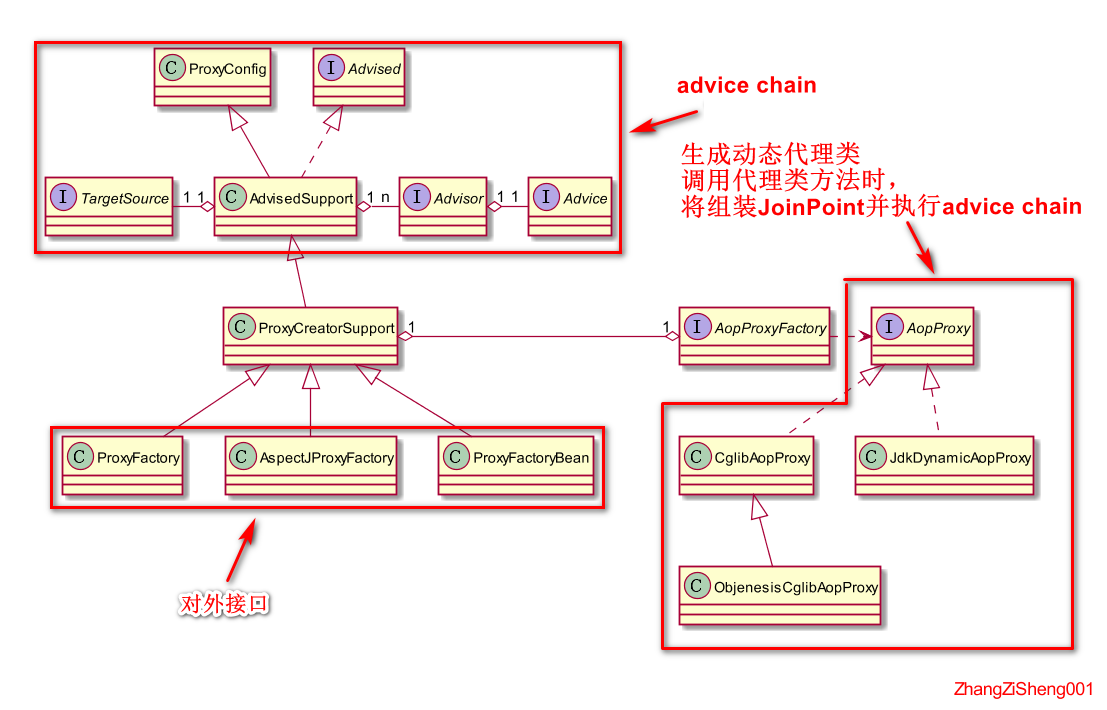 C ProxyConfig
I Advised
advice chain
生成动态代理类
调用代理类方法时，
将组装JoinPoint并执行advice chain
I TargetSource
1 1
C AdvisedSupport
1 n
I Advisor
1 1
I Advice
C ProxyCreatorSupport
1
1
I AopProxyFactory
I AopProxy
C ProxyFactory
C AspectJProxyFactory
C ProxyFactoryBean
C CglibAopProxy
C JdkDynamicAopProxy
C ObjenesisCglibAopProxy
对外接口
ZhangZiSheng001